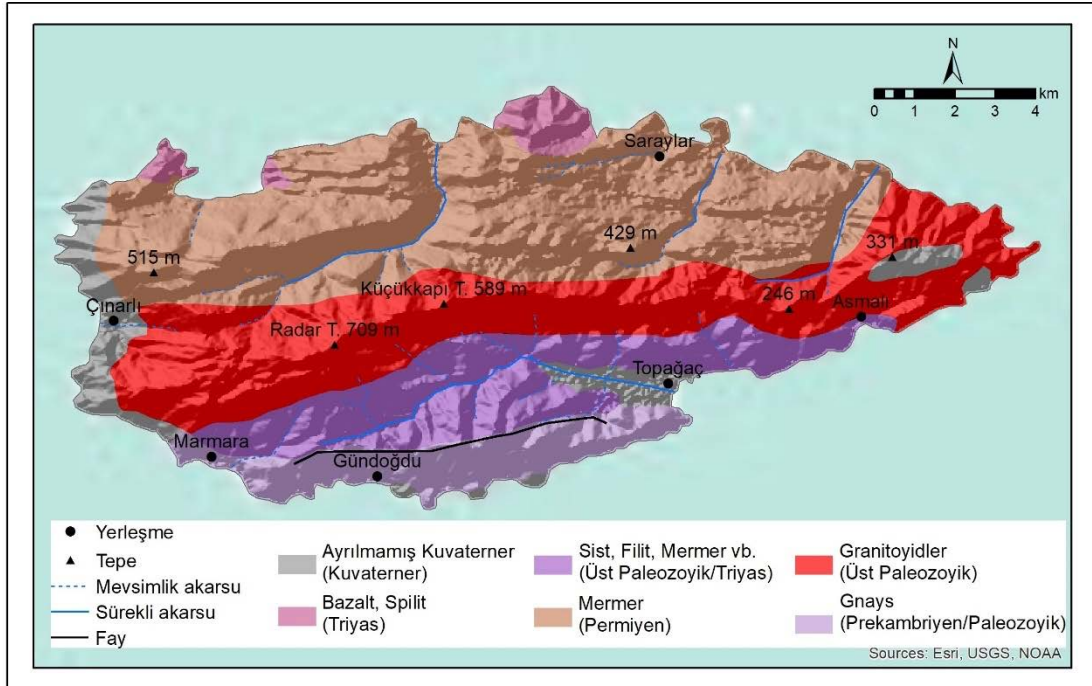 N
km
0 1 2 3 4
Saraylar
429 m
331 m
515 m
Küçükkapı T. 589 m
246 m
Çınarlı
Asmalı
Radar T. 709 m
Topağaç
Marmara
Gündoğdu
Yerleşme
Tepe
Mevsimlik akarsu
Sürekli akarsu
Fay
Ayrılmamış Kuvaterner
(Kuvaterner)
Bazalt, Spilit
(Triyas)
Şist, Filit, Mermer vb.
(Üst Paleozoyik/Triyas)
Mermer
(Permiyen)
Granitoyidler
(Üst Paleozoyik)
Gnays
(Prekambriyen/Paleozoyik)
Sources: Esri, USGS, NOAA